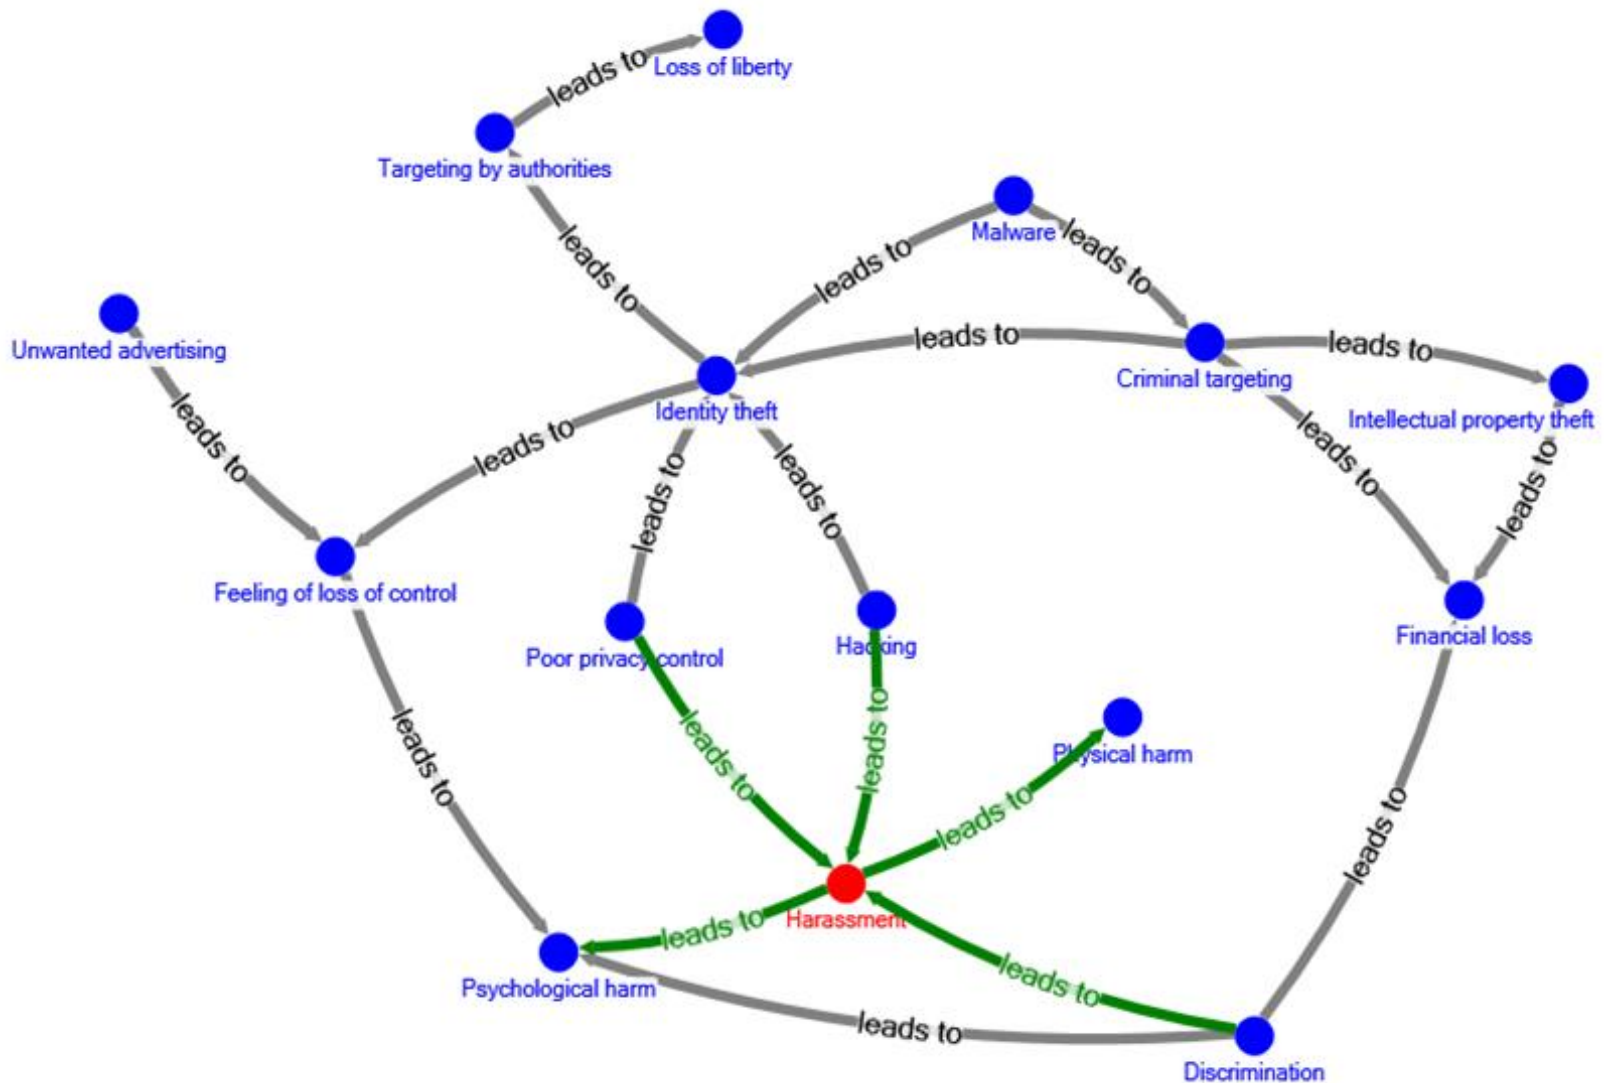 Loss of liberty
leads to
Targeting by authorities
Malware
leads to
leads to
leads to
Unwanted advertising
leads to
leads to
Criminal targeting
Identity theft
Intellectual property theft
leads to
leads to
leads to
leads to
leads to
leads to
Feeling of loss of control
Financial loss
Poor privacy control
Hacking
leads to
leads to
leads to
Physical harm
leads to
leads to
Harassment
leads to
leads to
Psychological harm
leads to
Discrimination